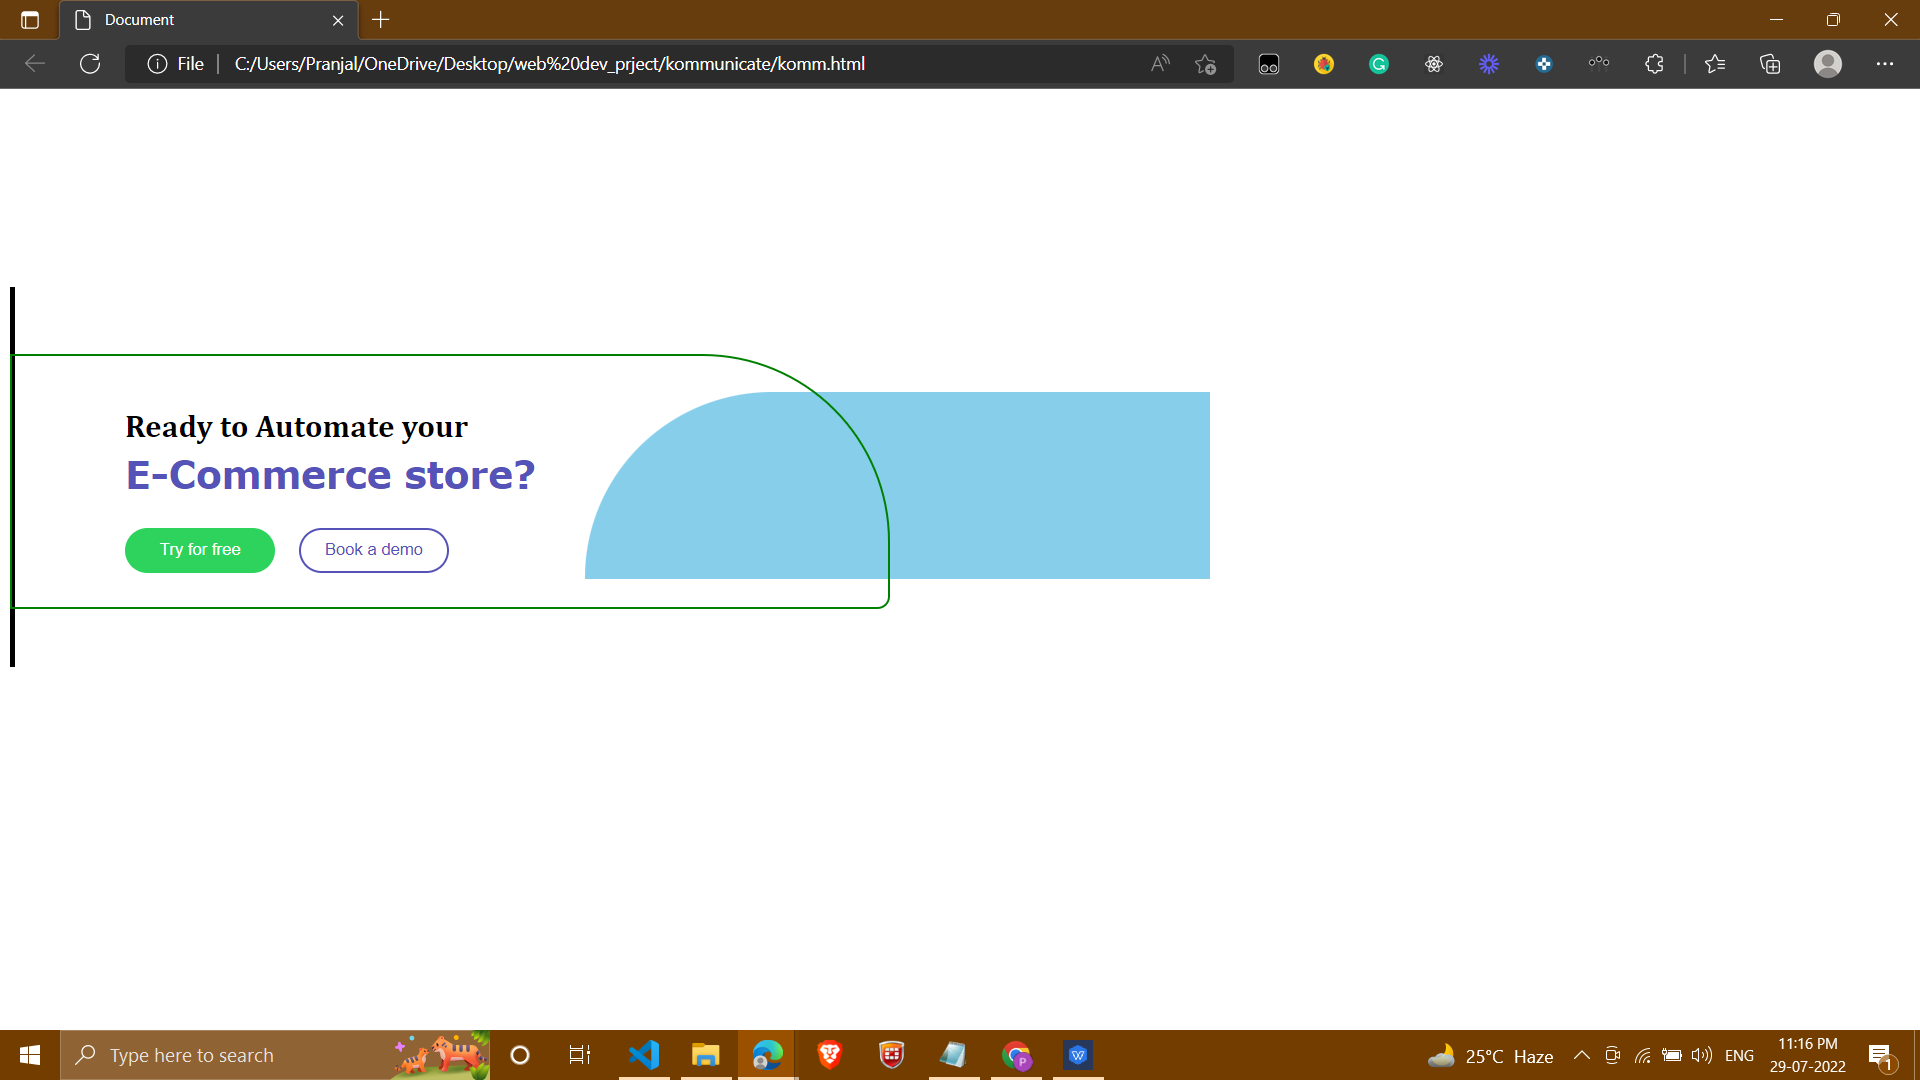 Document
File
C:/Users/Pranjal/OneDrive/Desktop/web%20dev_prject/kommunicate/komm.html
Ready to Automate your
E-Commerce store?
Try for free
Book a demo
Type here to search
P
25°C Haze
ENG
11:16 PM
29-07-2022
1